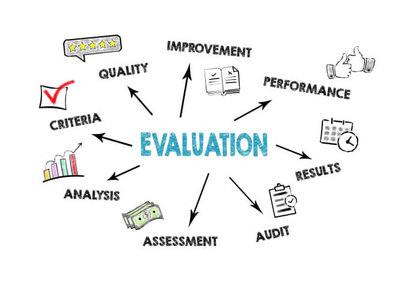 IMPROVEMENT
QUALITY
PERFORMANCE
CRITERIA
EVALUATION
RESULTS
ANALYSIS
ASSESSMENT
AUDIT